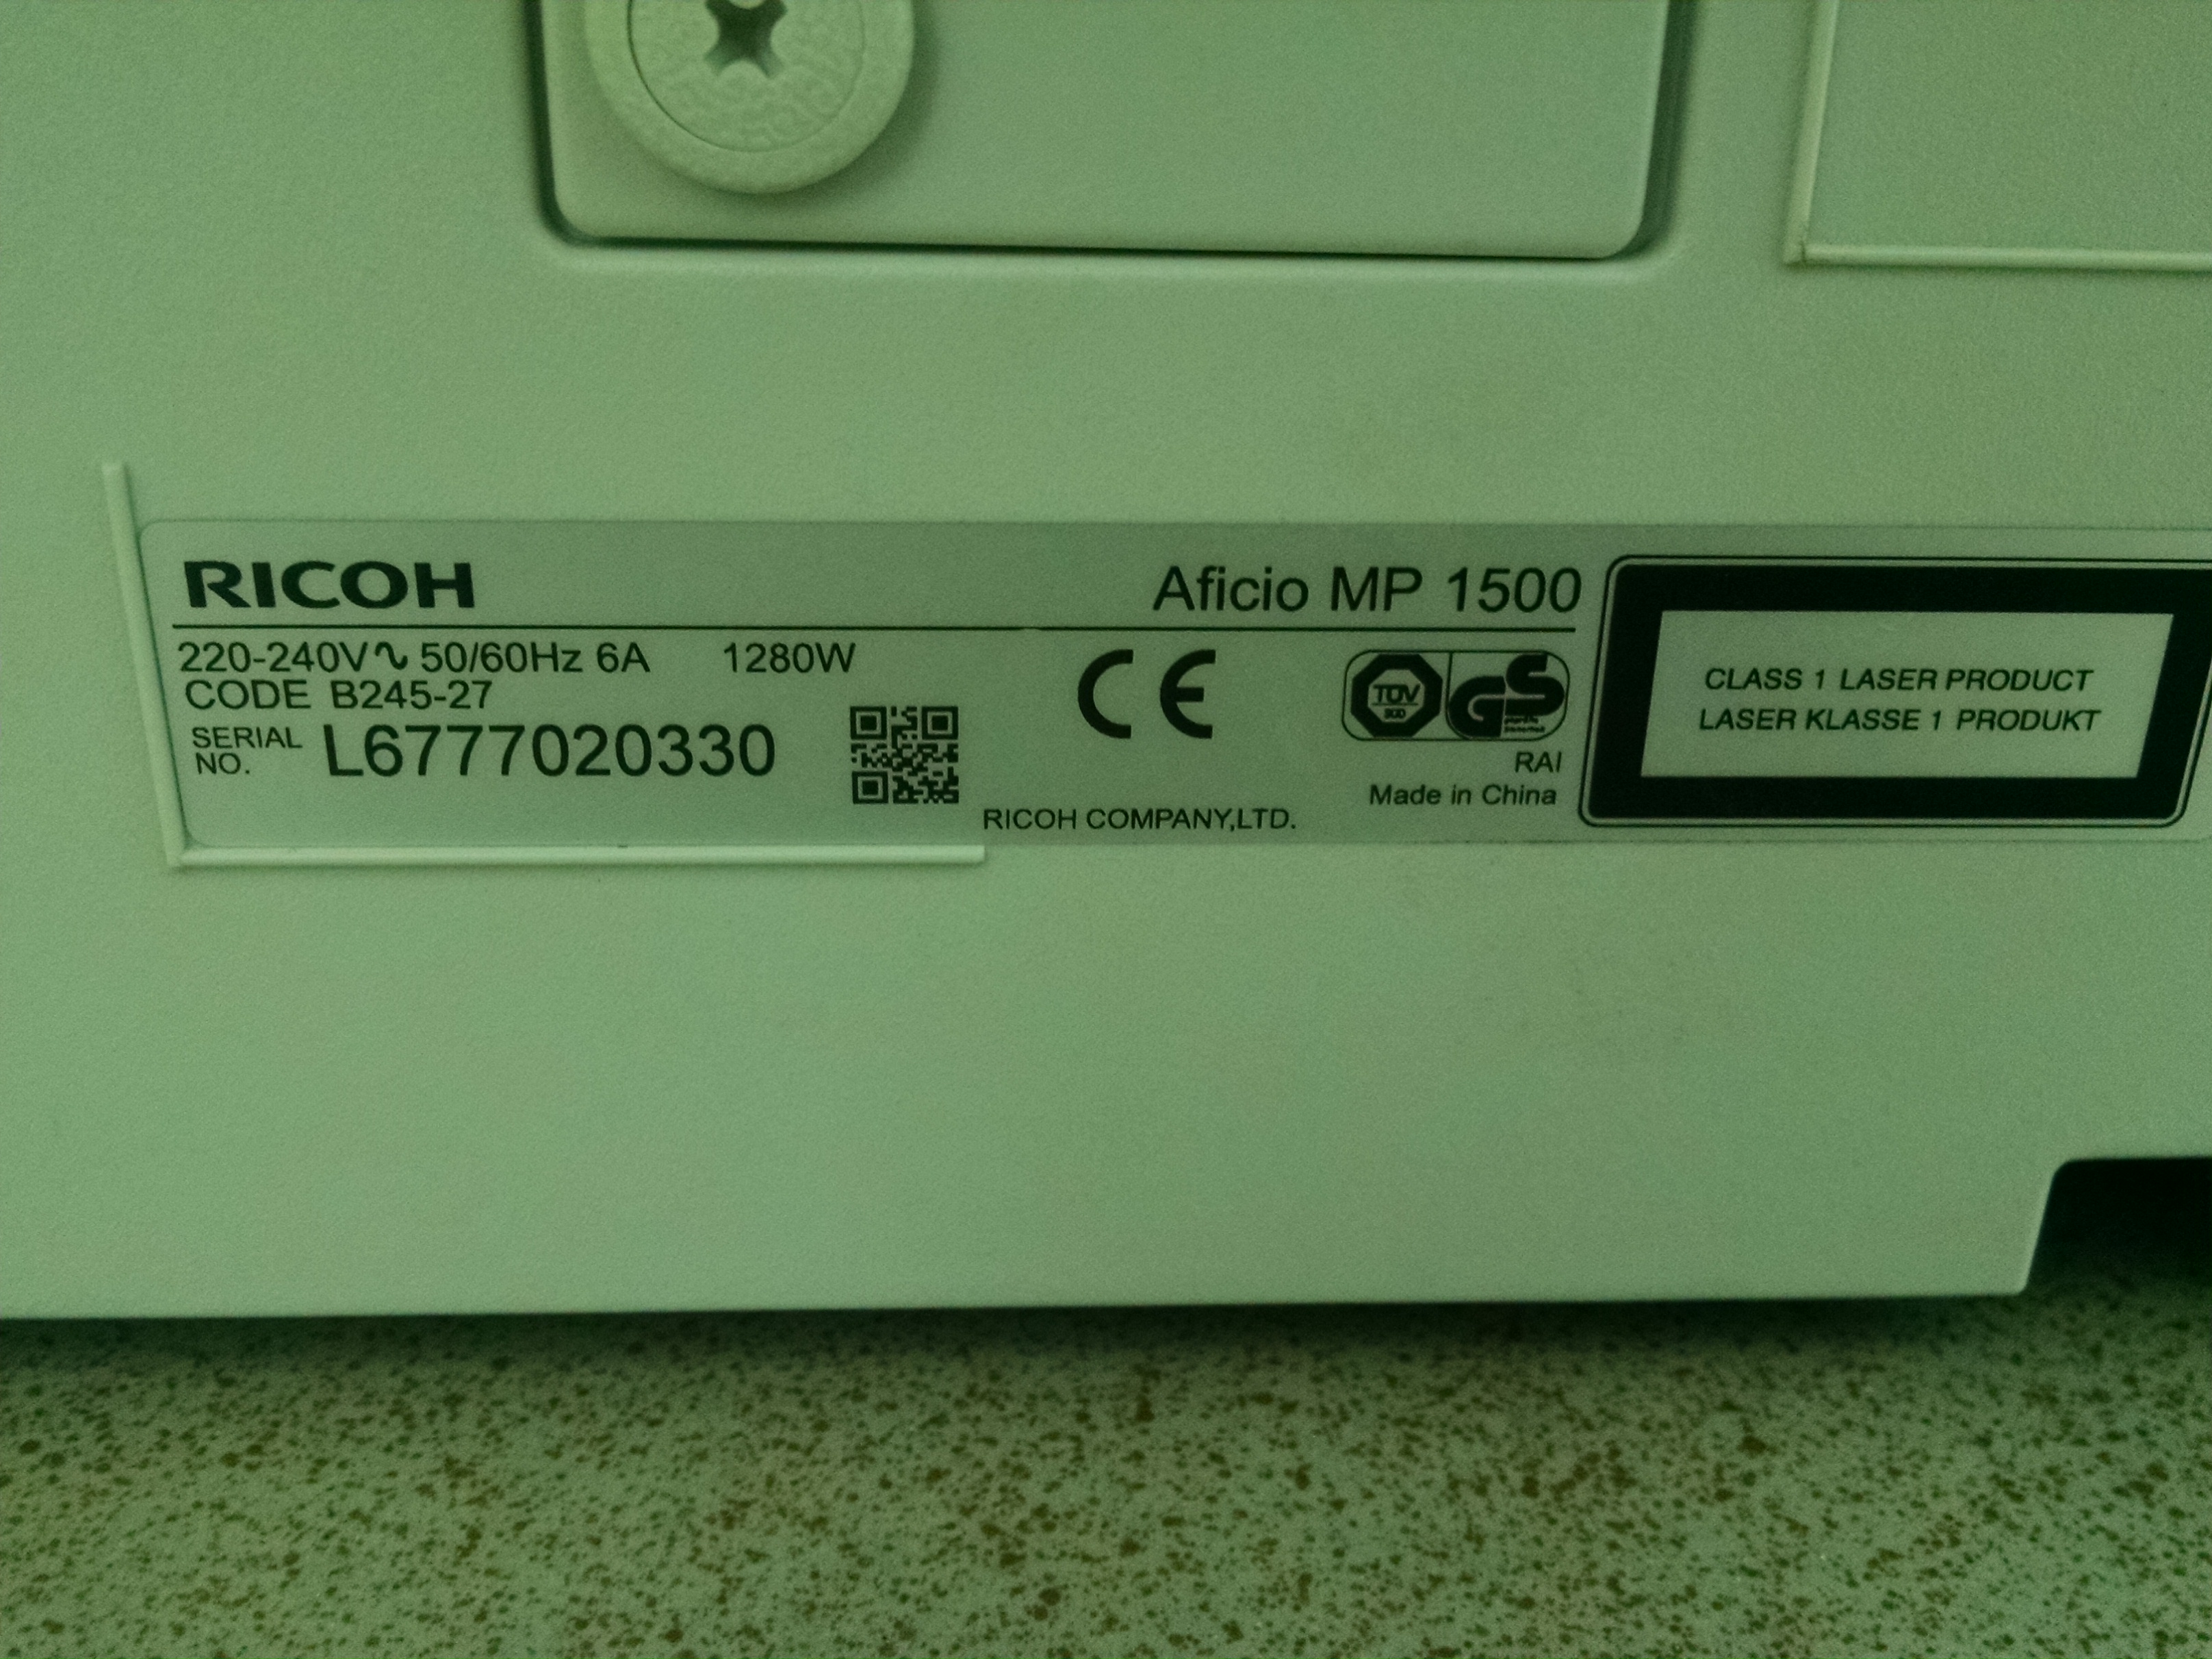 RICOH
Aficio MP 1500
220-240V∿ 50/60Hz 6A 1280W
CODE B245-27
SERIAL NO. L6777020330
CE
TÜV
GS
RAI
Made in China
RICOH COMPANY,LTD.
CLASS 1 LASER PRODUCT
LASER KLASSE 1 PRODUKT